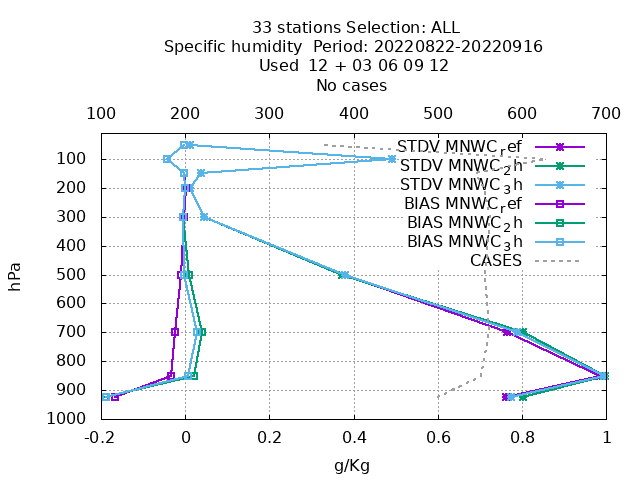 33 stations Selection: ALL
Specific humidity  Period: 20220822-20220916
Used  12 + 03 06 09 12
No cases
100 200 300 400 500 600 700
STDV MNWC_ref
STDV MNWC_2h
STDV MNWC_3h
BIAS MNWC_ref
BIAS MNWC_2h
BIAS MNWC_3h
CASES
hPa
100
200
300
400
500
600
700
800
900
1000
-0.2 0 0.2 0.4 0.6 0.8 1
g/Kg